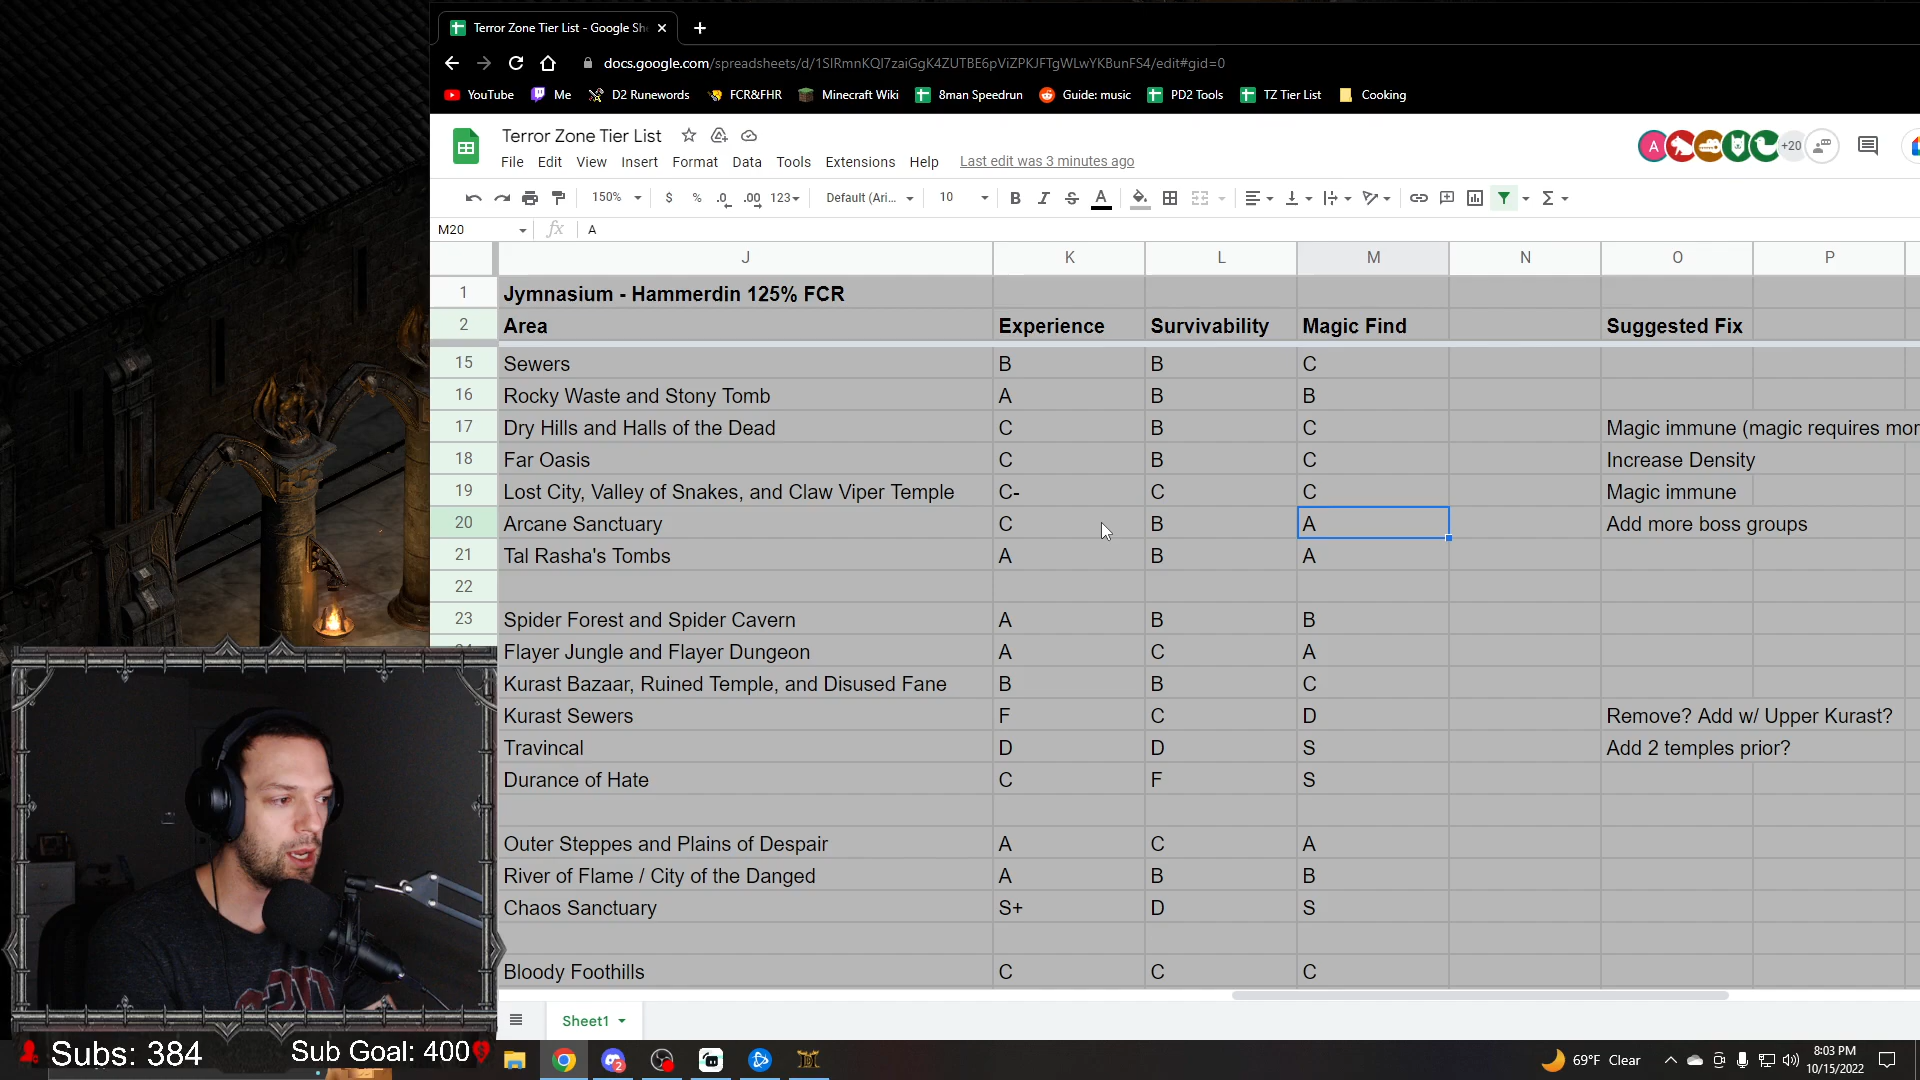 Terror Zone Tier List - Google Sh
docs.google.com/spreadsheets/d/1SlRmnKQI7zaiGgK4ZUTBE6pViZPKJFTgWLwYKBunFS4/edit#gid=0
YouTube Me D2 Runewords FCR&FHR Minecraft Wiki 8man Speedrun Guide: music PD2 Tools TZ Tier List Cooking
Terror Zone Tier List
A +20
File Edit View Insert Format Data Tools Extensions Help Last edit was 3 minutes ago
150% $ % .0 .00 123 Default (Ari... 10 B I S A
M20 fx A
J K L M N O P
1 Jymnasium - Hammerdin 125% FCR
2 Area Experience Survivability Magic Find Suggested Fix
15 Sewers B B C
16 Rocky Waste and Stony Tomb A B B
17 Dry Hills and Halls of the Dead C B C Magic immune (magic requires mor
18 Far Oasis C B C Increase Density
19 Lost City, Valley of Snakes, and Claw Viper Temple C- C C Magic immune
20 Arcane Sanctuary C B A Add more boss groups
21 Tal Rasha's Tombs A B A
22
23 Spider Forest and Spider Cavern A B B
Flayer Jungle and Flayer Dungeon A C A
Kurast Bazaar, Ruined Temple, and Disused Fane B B C
Kurast Sewers F C D Remove? Add w/ Upper Kurast?
Travincal D D S Add 2 temples prior?
Durance of Hate C F S
Outer Steppes and Plains of Despair A C A
River of Flame / City of the Danged A B B
Chaos Sanctuary S+ D S
Bloody Foothills C C C
Sheet1
Subs: 384 Sub Goal: 400
2
69°F Clear
8:03 PM
10/15/2022